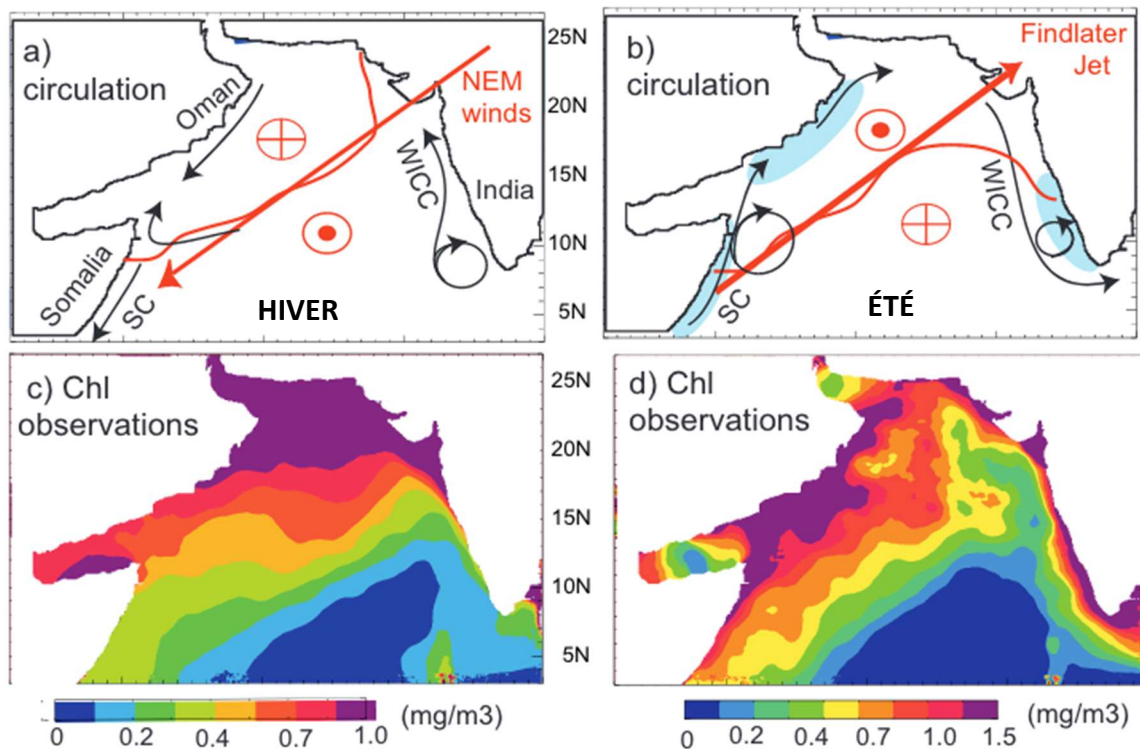 a)
circulation
Oman
NEM
winds
WICC
India
Somalia
SC
HIVER
25N
20N
15N
10N
5N
b)
circulation
Findlater
Jet
WICC
SC
ÉTÉ
c) Chl
observations
25N
20N
15N
10N
5N
d) Chl
observations
0 0.2 0.4 0.7 1.0 (mg/m3)
0 0.2 0.4 0.7 1.0 1.5 (mg/m3)